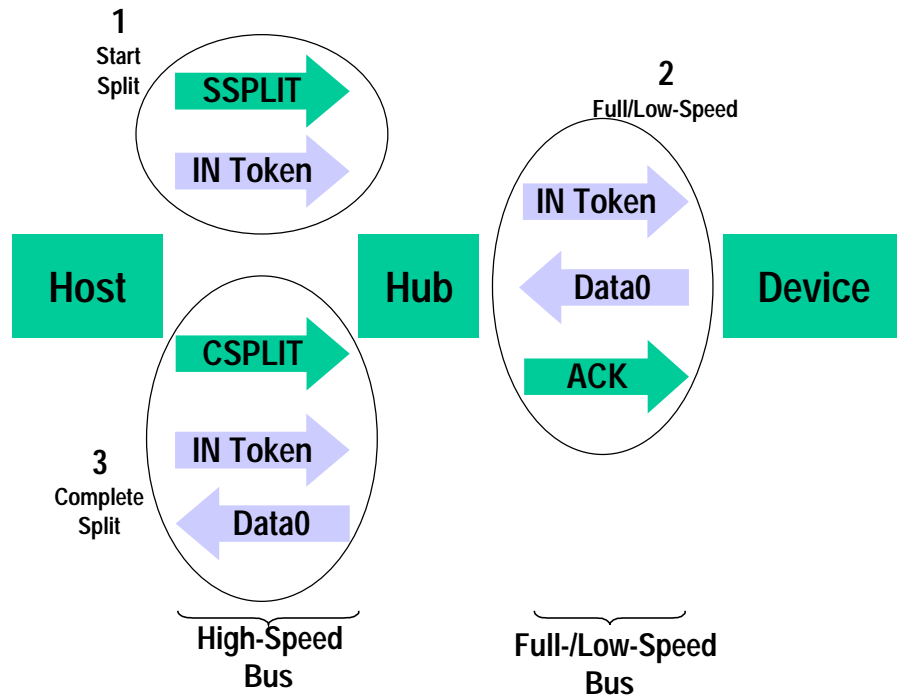 1
Start
Split
SSPLIT
IN Token
2
Full/Low-Speed
IN Token
Data0
ACK
Host
Hub
Device
CSPLIT
IN Token
Data0
3
Complete
Split
High-Speed
Bus
Full-/Low-Speed
Bus